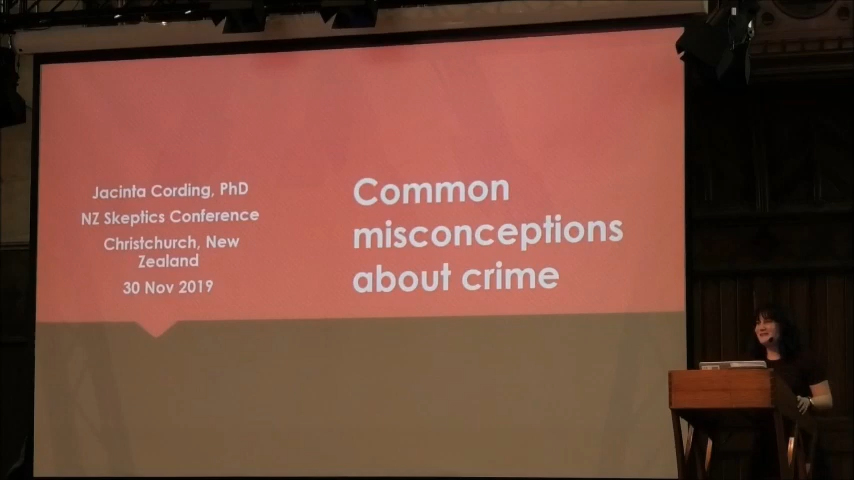 Jacinta Cording, PhD
NZ Skeptics Conference
Christchurch, New
Zealand
30 Nov 2019
Common
misconceptions
about crime